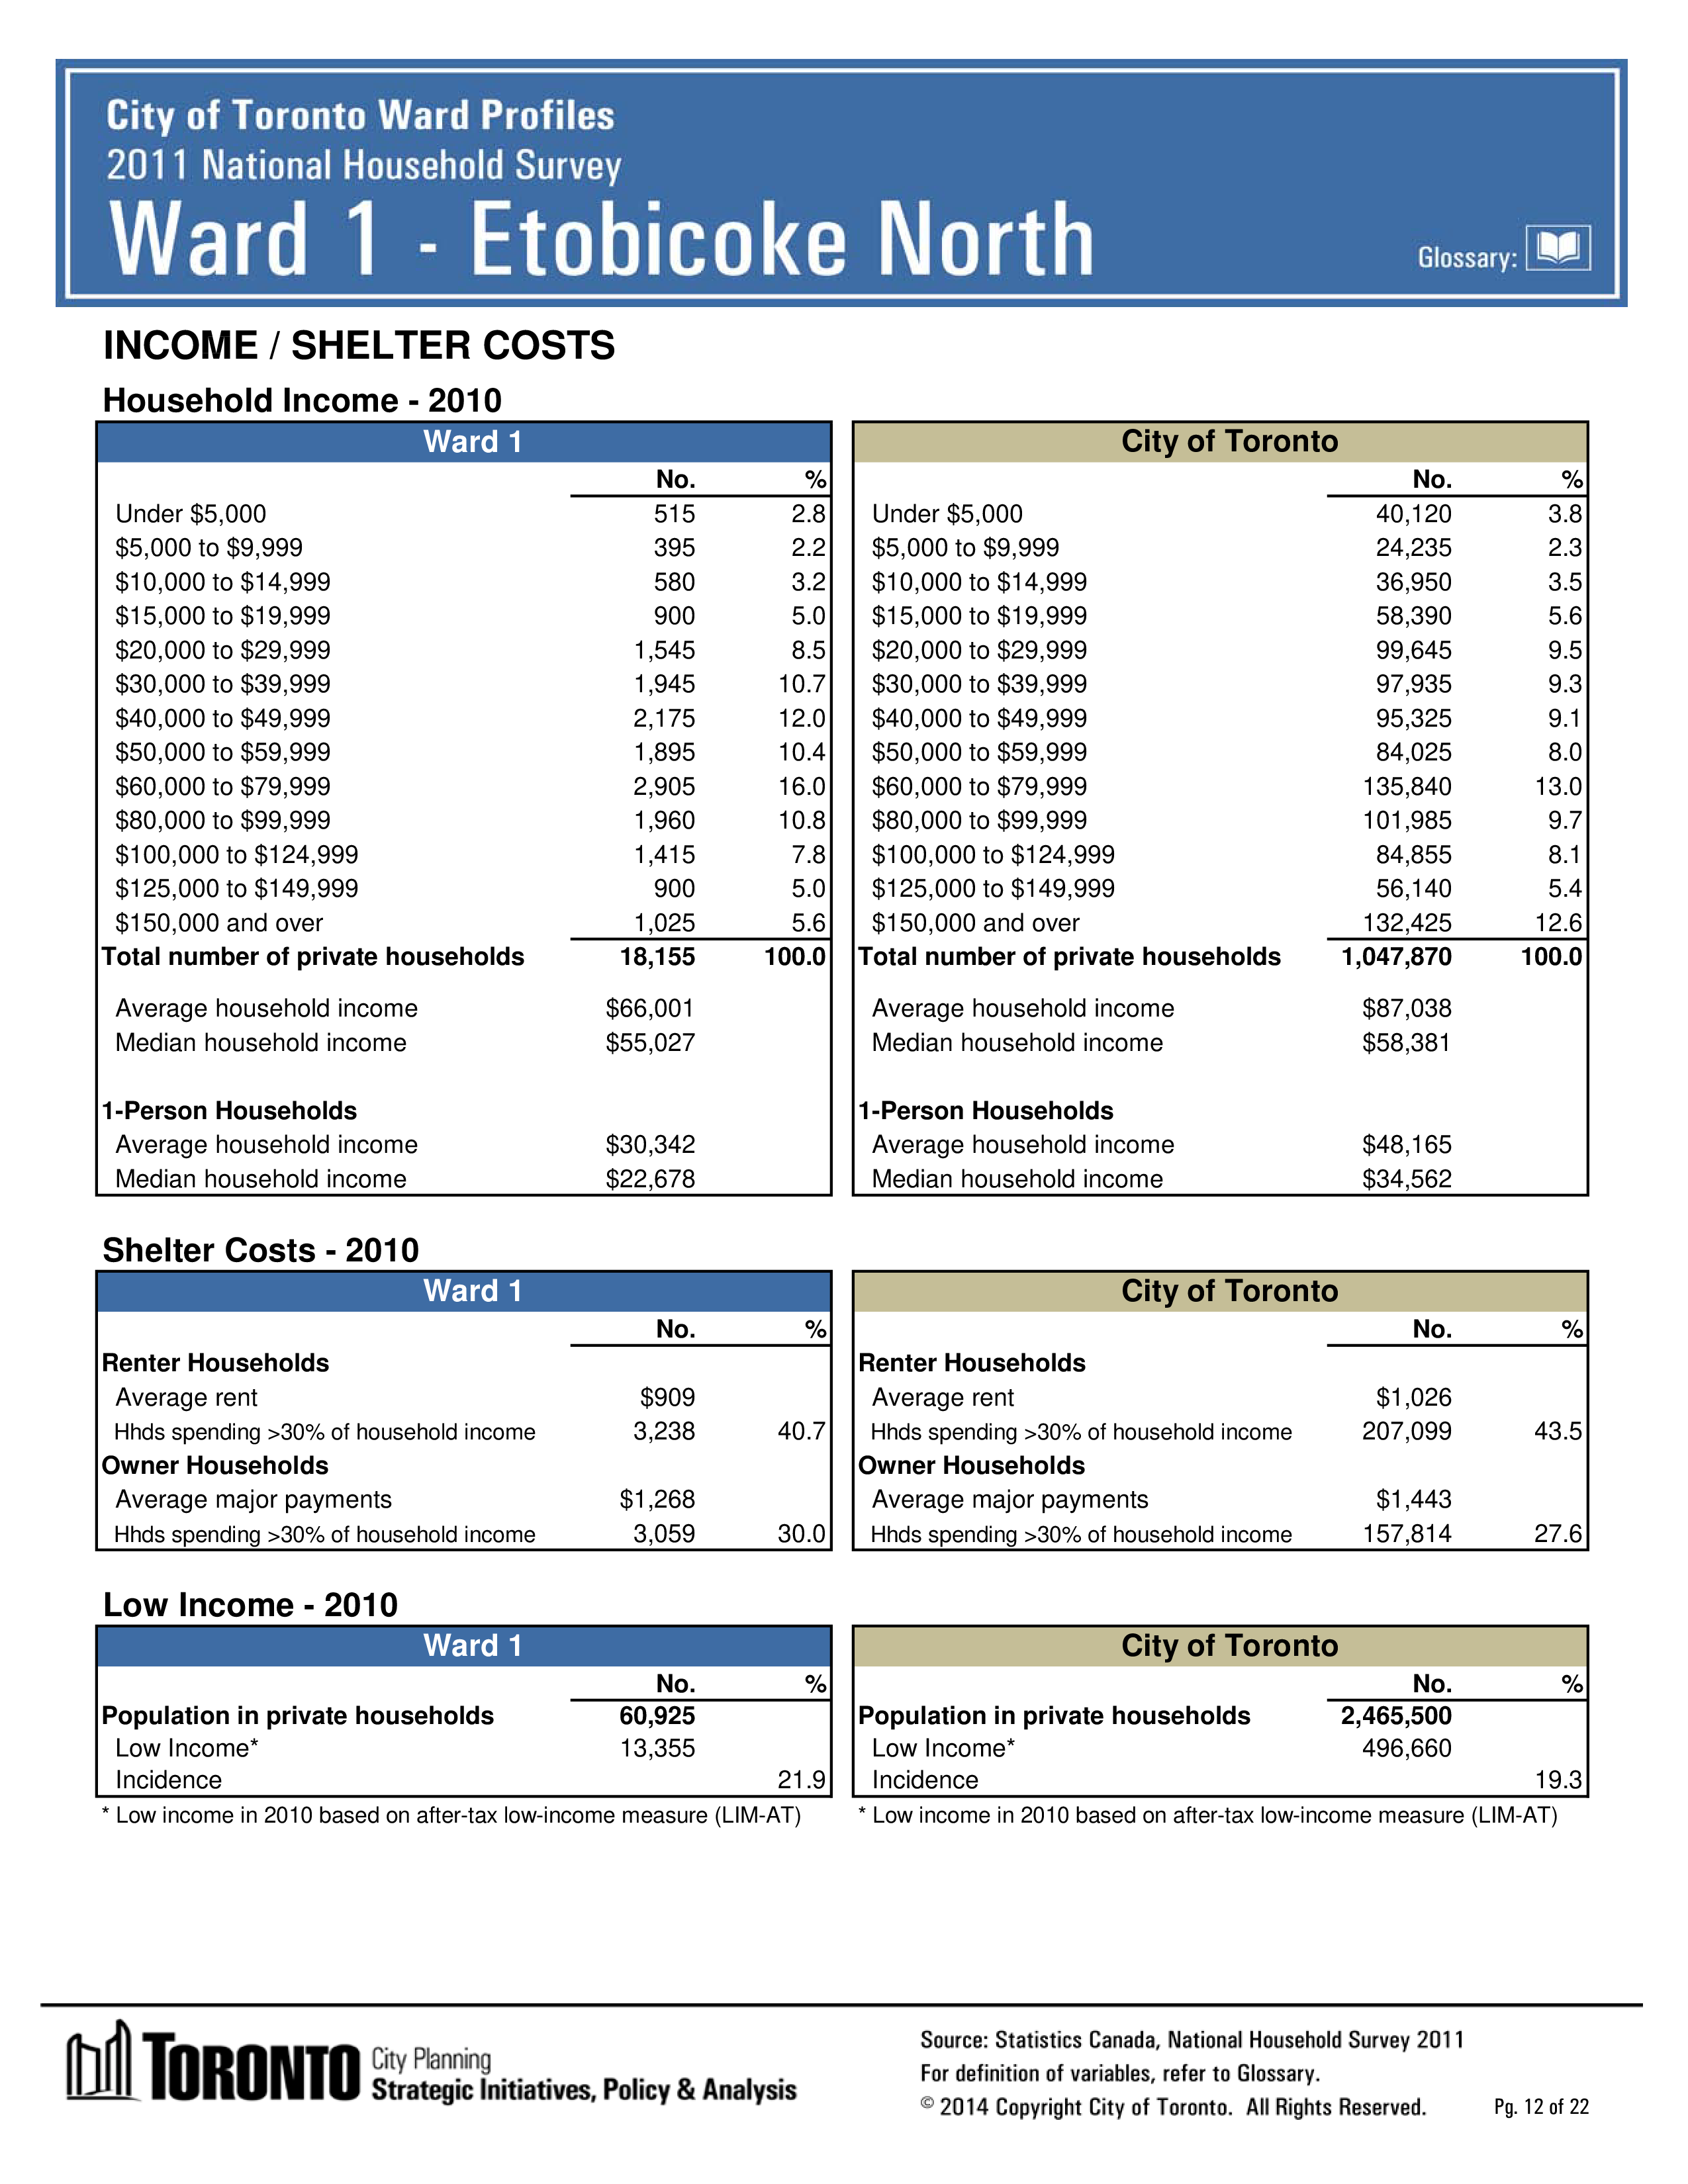 City of Toronto Ward Profiles
2011 National Household Survey
Ward 1 - Etobicoke North
Glossary:
INCOME / SHELTER COSTS
Household Income - 2010
Ward 1
No. %
Under $5,000 515 2.8
$5,000 to $9,999 395 2.2
$10,000 to $14,999 580 3.2
$15,000 to $19,999 900 5.0
$20,000 to $29,999 1,545 8.5
$30,000 to $39,999 1,945 10.7
$40,000 to $49,999 2,175 12.0
$50,000 to $59,999 1,895 10.4
$60,000 to $79,999 2,905 16.0
$80,000 to $99,999 1,960 10.8
$100,000 to $124,999 1,415 7.8
$125,000 to $149,999 900 5.0
$150,000 and over 1,025 5.6
Total number of private households 18,155 100.0
Average household income $66,001
Median household income $55,027
1-Person Households
Average household income $30,342
Median household income $22,678
City of Toronto
No. %
Under $5,000 40,120 3.8
$5,000 to $9,999 24,235 2.3
$10,000 to $14,999 36,950 3.5
$15,000 to $19,999 58,390 5.6
$20,000 to $29,999 99,645 9.5
$30,000 to $39,999 97,935 9.3
$40,000 to $49,999 95,325 9.1
$50,000 to $59,999 84,025 8.0
$60,000 to $79,999 135,840 13.0
$80,000 to $99,999 101,985 9.7
$100,000 to $124,999 84,855 8.1
$125,000 to $149,999 56,140 5.4
$150,000 and over 132,425 12.6
Total number of private households 1,047,870 100.0
Average household income $87,038
Median household income $58,381
1-Person Households
Average household income $48,165
Median household income $34,562
Shelter Costs - 2010
Ward 1
No. %
Renter Households
Average rent $909
Hhds spending >30% of household income 3,238 40.7
Owner Households
Average major payments $1,268
Hhds spending >30% of household income 3,059 30.0
City of Toronto
No. %
Renter Households
Average rent $1,026
Hhds spending >30% of household income 207,099 43.5
Owner Households
Average major payments $1,443
Hhds spending >30% of household income 157,814 27.6
Low Income - 2010
Ward 1
No. %
Population in private households 60,925
Low Income* 13,355
Incidence 21.9
* Low income in 2010 based on after-tax low-income measure (LIM-AT)
City of Toronto
No. %
Population in private households 2,465,500
Low Income* 496,660
Incidence 19.3
* Low income in 2010 based on after-tax low-income measure (LIM-AT)
TORONTO
City Planning
Strategic Initiatives, Policy & Analysis
Source: Statistics Canada, National Household Survey 2011
For definition of variables, refer to Glossary.
© 2014 Copyright City of Toronto. All Rights Reserved.
Pg. 12 of 22